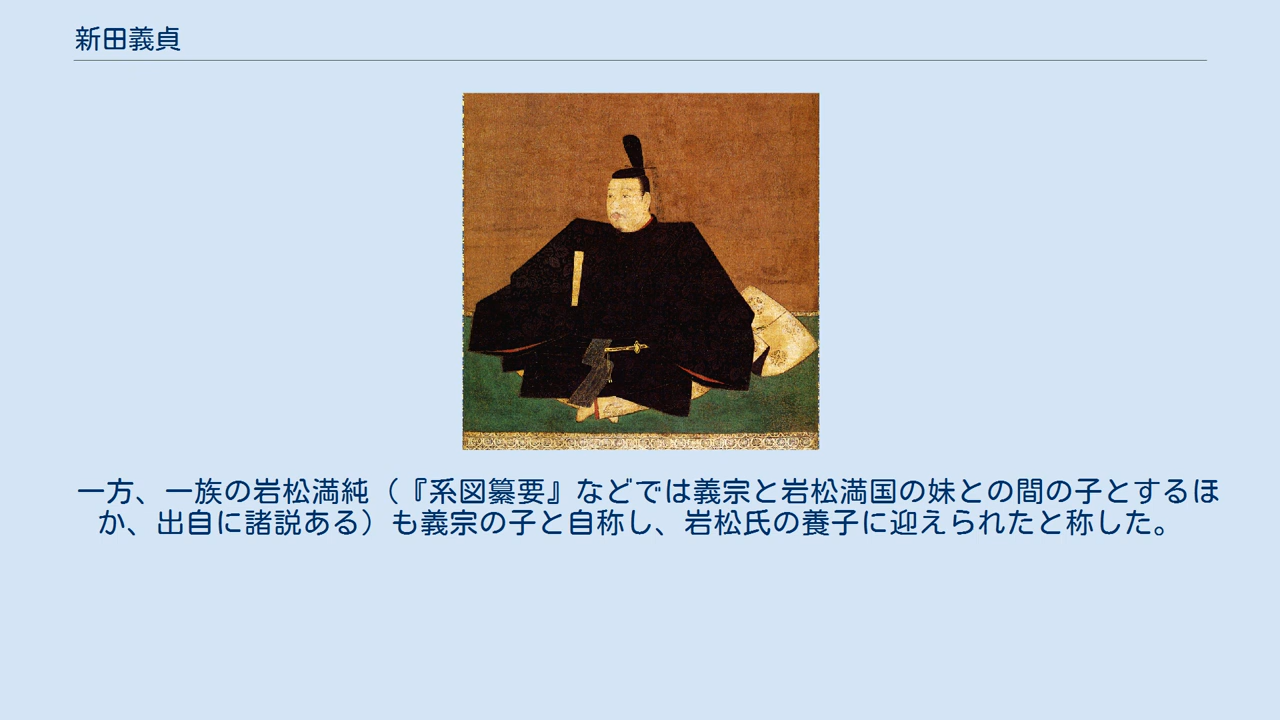 新田義貞
一方、一族の岩松満純（『系図纂要』などでは義宗と岩松満国の妹との間の子とするほ
か、出自に諸説ある）も義宗の子と自称し、岩松氏の養子に迎えられたと称した。